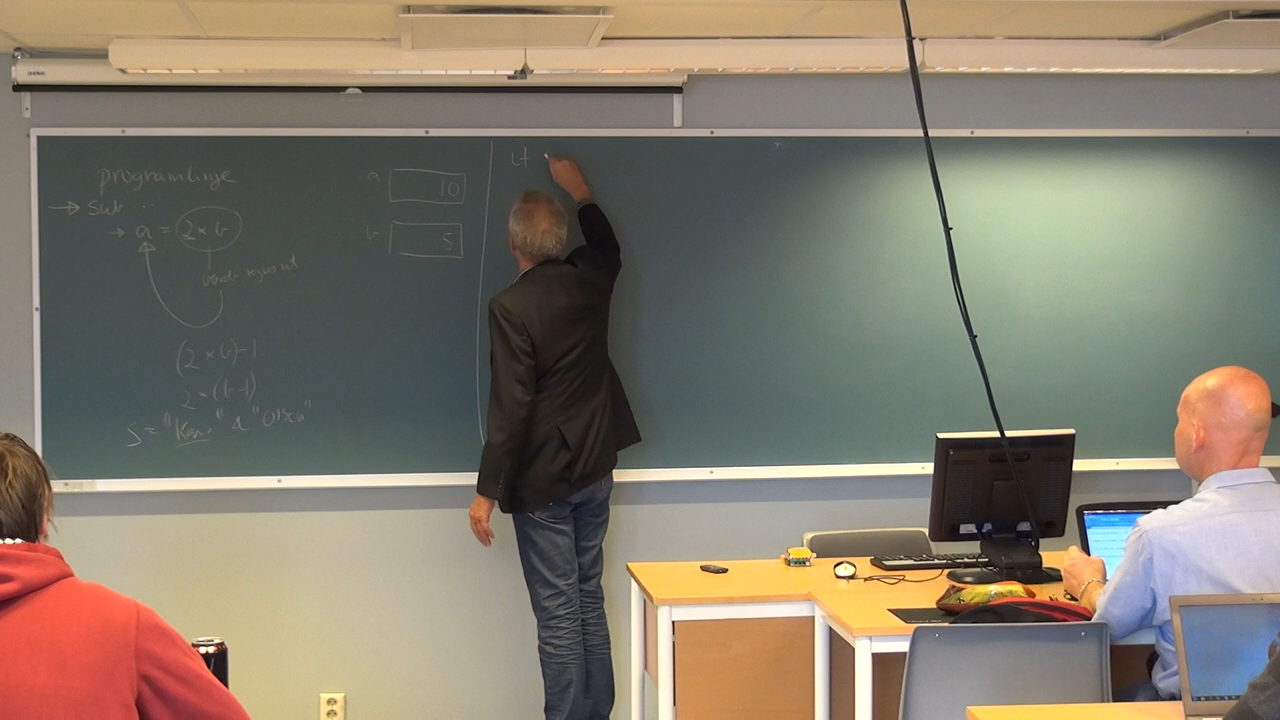 programlinje
→ Sub ..
→ a = 2 * b
(2 * b) - 1
2 * (b - 1)
S = "Kari" & "Olsen"
a 10
b 5